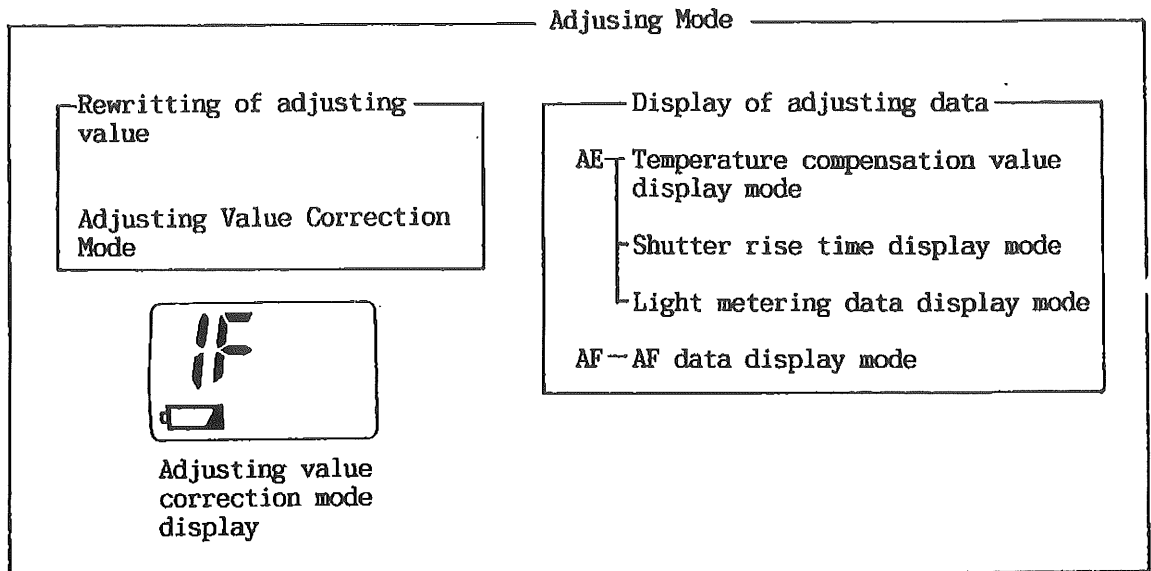 Adjusing Mode
Rewritting of adjusting
value
Adjusting Value Correction
Mode
1F
Adjusting value
correction mode
display
Display of adjusting data
AE Temperature compensation value
display mode
Shutter rise time display mode
Light metering data display mode
AF AF data display mode